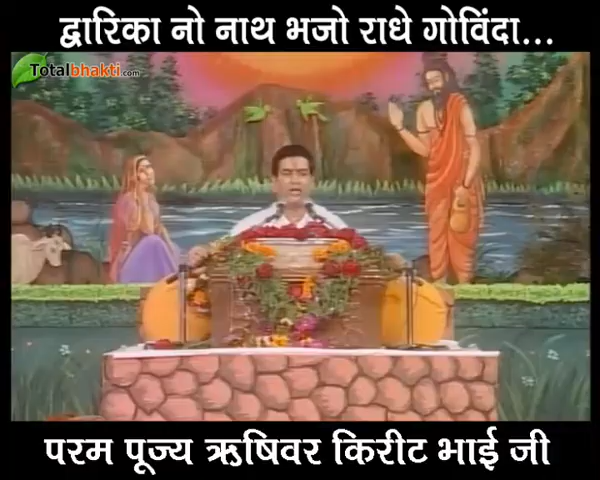 द्वारिका नो नाथ भजो राधे गोविंदा...
Totalbhakti.com
परम पूज्य ऋषिवर किरीट भाई जी